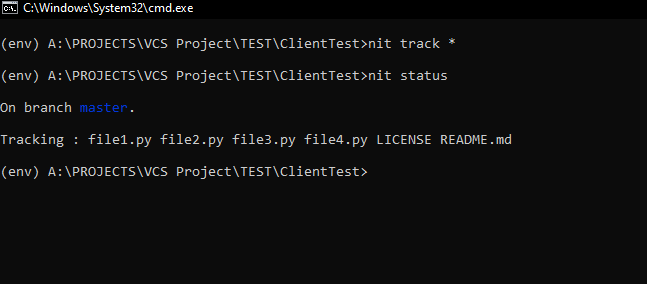 C:\Windows\System32\cmd.exe
(env) A:\PROJECTS\VCS Project\TEST\ClientTest>nit track *
(env) A:\PROJECTS\VCS Project\TEST\ClientTest>nit status
On branch master.
Tracking : file1.py file2.py file3.py file4.py LICENSE README.md
(env) A:\PROJECTS\VCS Project\TEST\ClientTest>